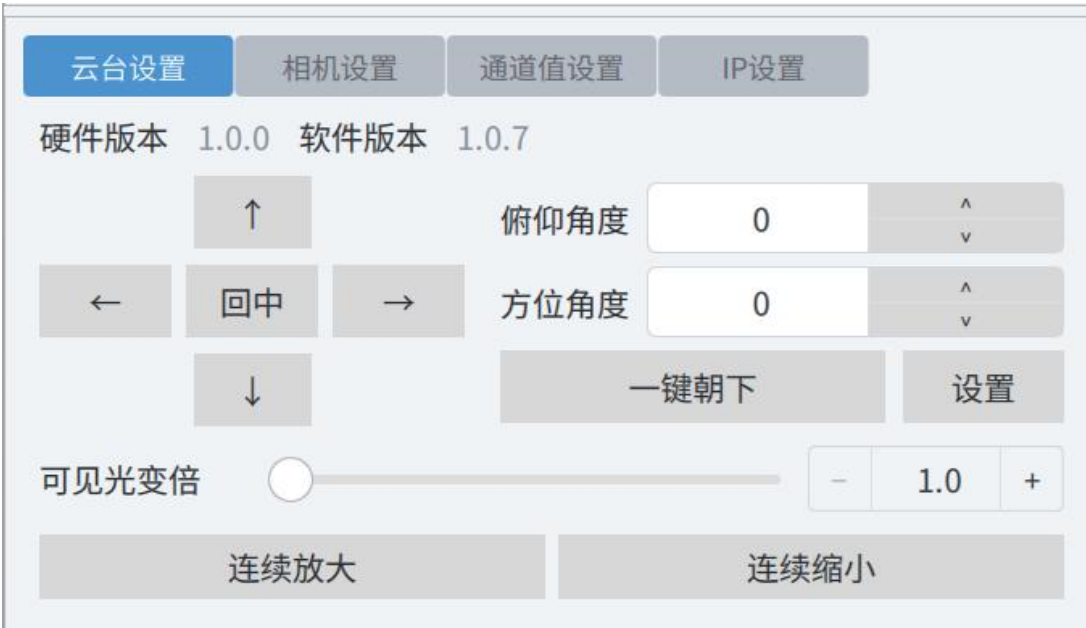 云台设置 相机设置 通道值设置 IP设置
硬件版本 1.0.0 软件版本 1.0.7
↑ 俯仰角度 0 ∧ ∨
← 回中 → 方位角度 0 ∧ ∨
↓ 一键朝下 设置
可见光变倍 − 1.0 +
连续放大 连续缩小